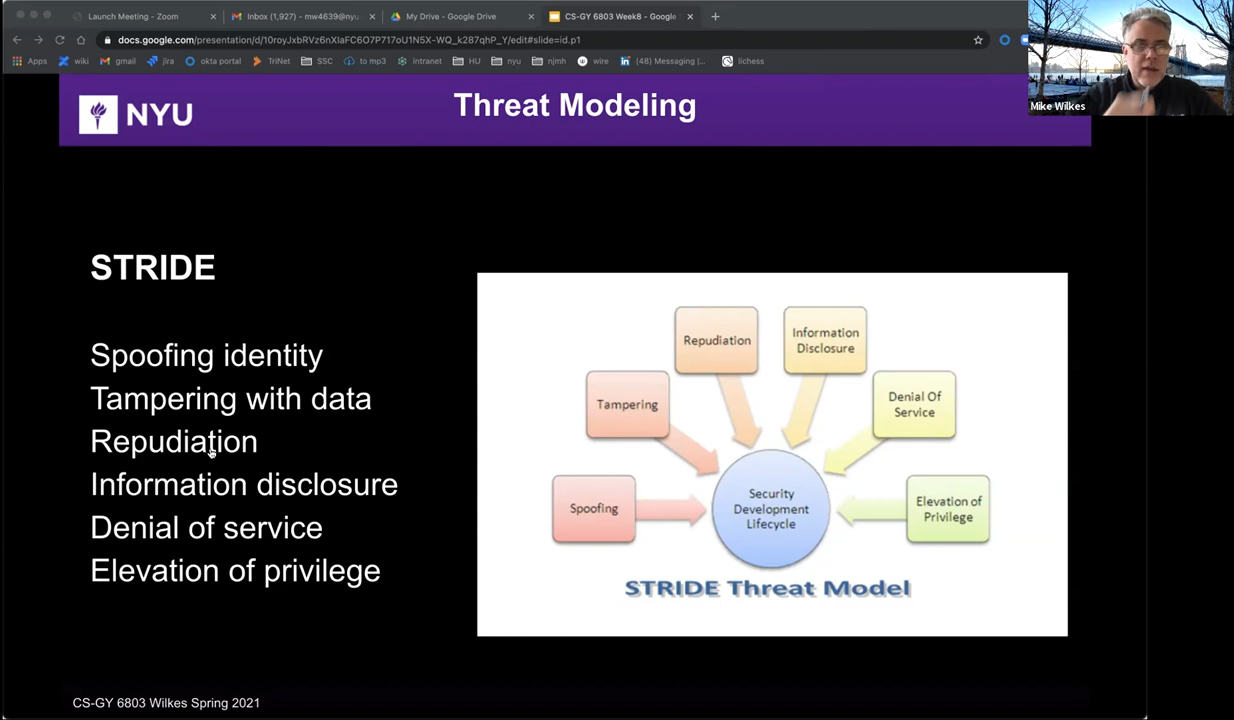 Launch Meeting - Zoom
Inbox (1,927) - mw4639@nyu
My Drive - Google Drive
CS-GY 6803 Week8 - Google
docs.google.com/presentation/d/10royJxbRVz6nXIaFC6O7P717oU1N5X-WQ_k287qhP_Y/edit#slide=id.p1
Apps wiki gmail jira okta portal TriNet SSC to mp3 intranet HU nyu njmh wire (48) Messaging |... lichess
Mike Wilkes
NYU
Threat Modeling
STRIDE
Spoofing identity
Tampering with data
Repudiation
Information disclosure
Denial of service
Elevation of privilege
Repudiation
Information
Disclosure
Tampering
Denial Of
Service
Spoofing
Security
Development
Lifecycle
Elevation of
Privilege
STRIDE Threat Model
CS-GY 6803 Wilkes Spring 2021